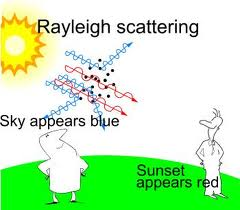 Rayleigh scattering
Sky appears blue
Sunset
appears red